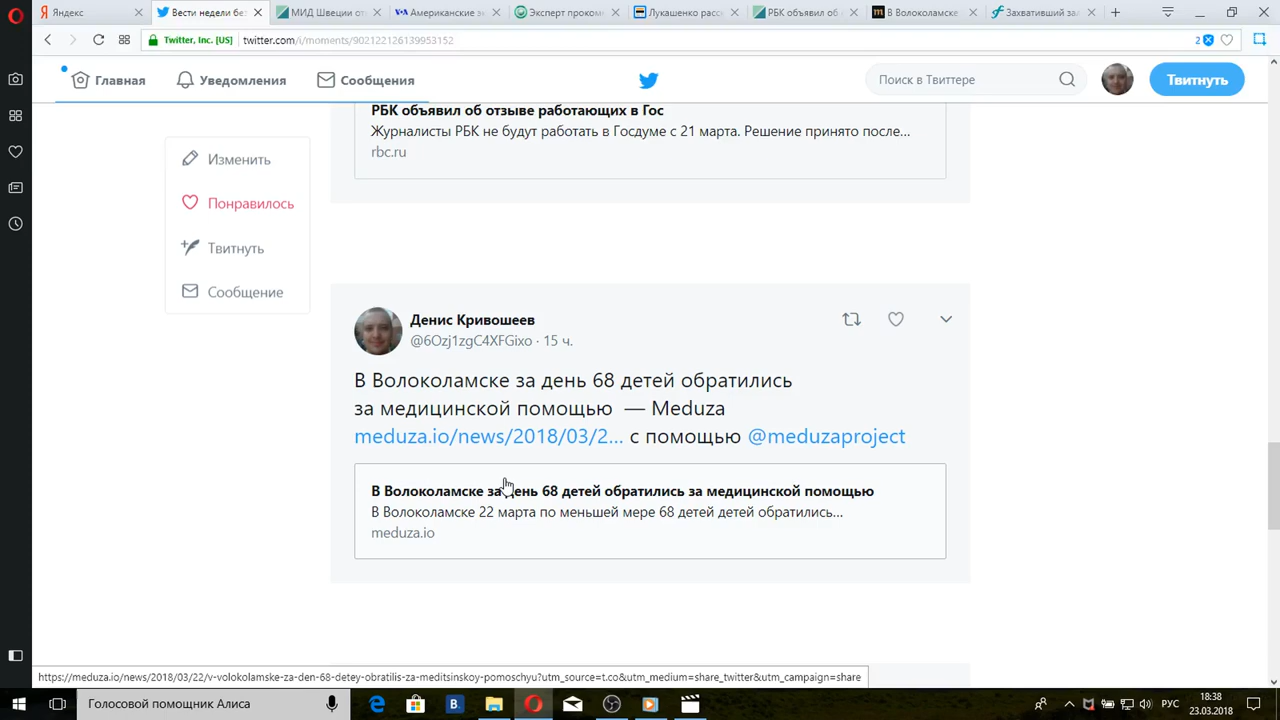 Яндекс
Вести недели без
МИД Швеции от
Американские эк
Эксперт прокоми
Лукашенко расск
РБК объявил об
В Волоколамске
Захвативший зал
Twitter, Inc. [US]
twitter.com/i/moments/902122126139953152
2
Главная
Уведомления
Сообщения
Поиск в Твиттере
Твитнуть
РБК объявил об отзыве работающих в Гос
Журналисты РБК не будут работать в Госдуме с 21 марта. Решение принято после...
rbc.ru
Изменить
Понравилось
Твитнуть
Сообщение
Денис Кривошеев
@6Ozj1zgC4XFGixo · 15 ч.
В Волоколамске за день 68 детей обратились
за медицинской помощью — Meduza
meduza.io/news/2018/03/2... с помощью @meduzaproject
В Волоколамске за день 68 детей обратились за медицинской помощью
В Волоколамске 22 марта по меньшей мере 68 детей детей обратились...
meduza.io
https://meduza.io/news/2018/03/22/v-volokolamske-za-den-68-detey-obratilis-za-meditsinskoy-pomoschyu?utm_source=t.co&utm_medium=share_twitter&utm_campaign=share
Голосовой помощник Алиса
РУС
18:38
23.03.2018